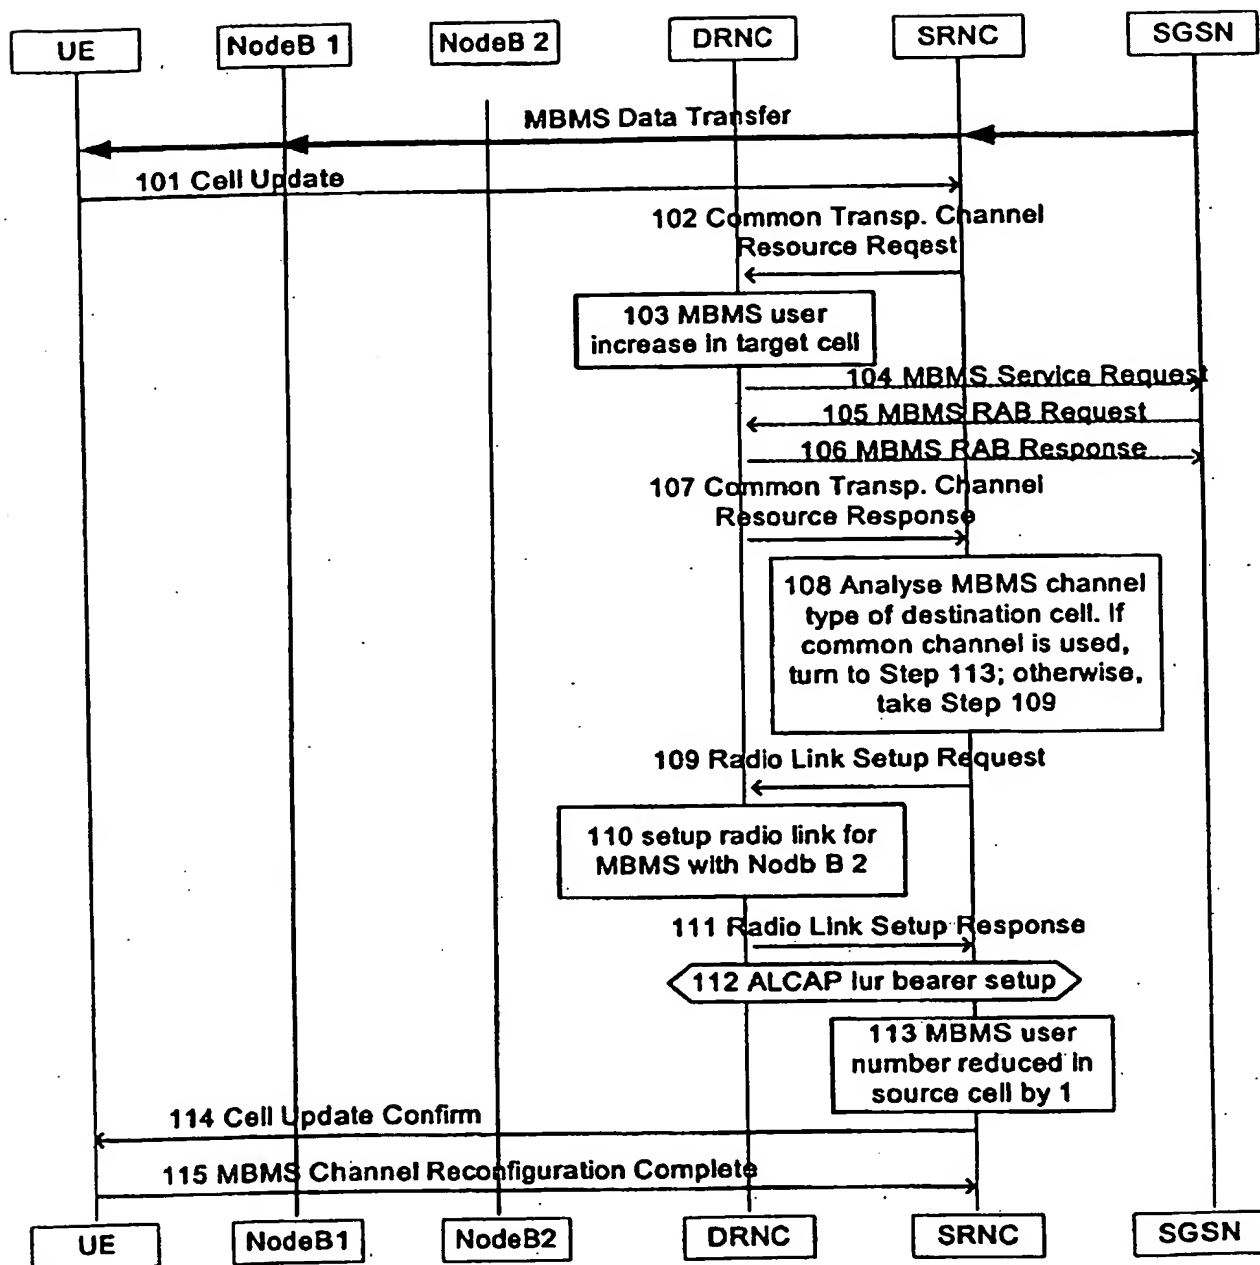 UE
NodeB 1
NodeB 2
DRNC
SRNC
SGSN
MBMS Data Transfer
101 Cell Update
102 Common Transp. Channel
Resource Reqest
103 MBMS user
increase in target cell
104 MBMS Service Request
105 MBMS RAB Request
106 MBMS RAB Response
107 Common Transp. Channel
Resource Response
108 Analyse MBMS channel
type of destination cell. If
common channel is used,
turn to Step 113; otherwise,
take Step 109
109 Radio Link Setup Request
110 setup radio link for
MBMS with Nodb B 2
111 Radio Link Setup Response
112 ALCAP Iur bearer setup
113 MBMS user
number reduced in
source cell by 1
114 Cell Update Confirm
115 MBMS Channel Reconfiguration Complete
UE
NodeB1
NodeB2
DRNC
SRNC
SGSN